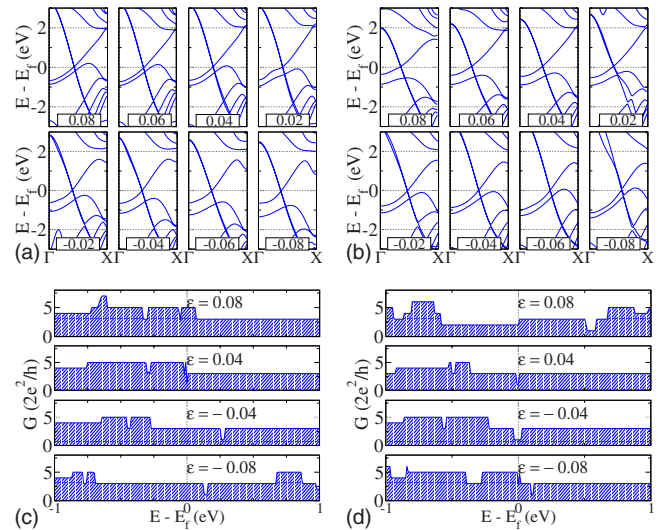 2
0
-2
E - E_f (eV)
0.08
0.06
0.04
0.02
2
0
-2
E - E_f (eV)
-0.02
-0.04
-0.06
-0.08
Γ X Γ X Γ X Γ X
(a)
2
0
-2
E - E_f (eV)
0.08
0.06
0.04
0.02
2
0
-2
E - E_f (eV)
-0.02
-0.04
-0.06
-0.08
Γ X Γ X Γ X Γ X
(b)
5
0
ε = 0.08
5
0
ε = 0.04
5
0
ε = − 0.04
5
0
ε = − 0.08
G (2e²/h)
-1 0 1
E - E_f (eV)
(c)
5
0
ε = 0.08
5
0
ε = 0.04
5
0
ε = − 0.04
5
0
ε = − 0.08
G (2e²/h)
-1 0 1
E - E_f (eV)
(d)